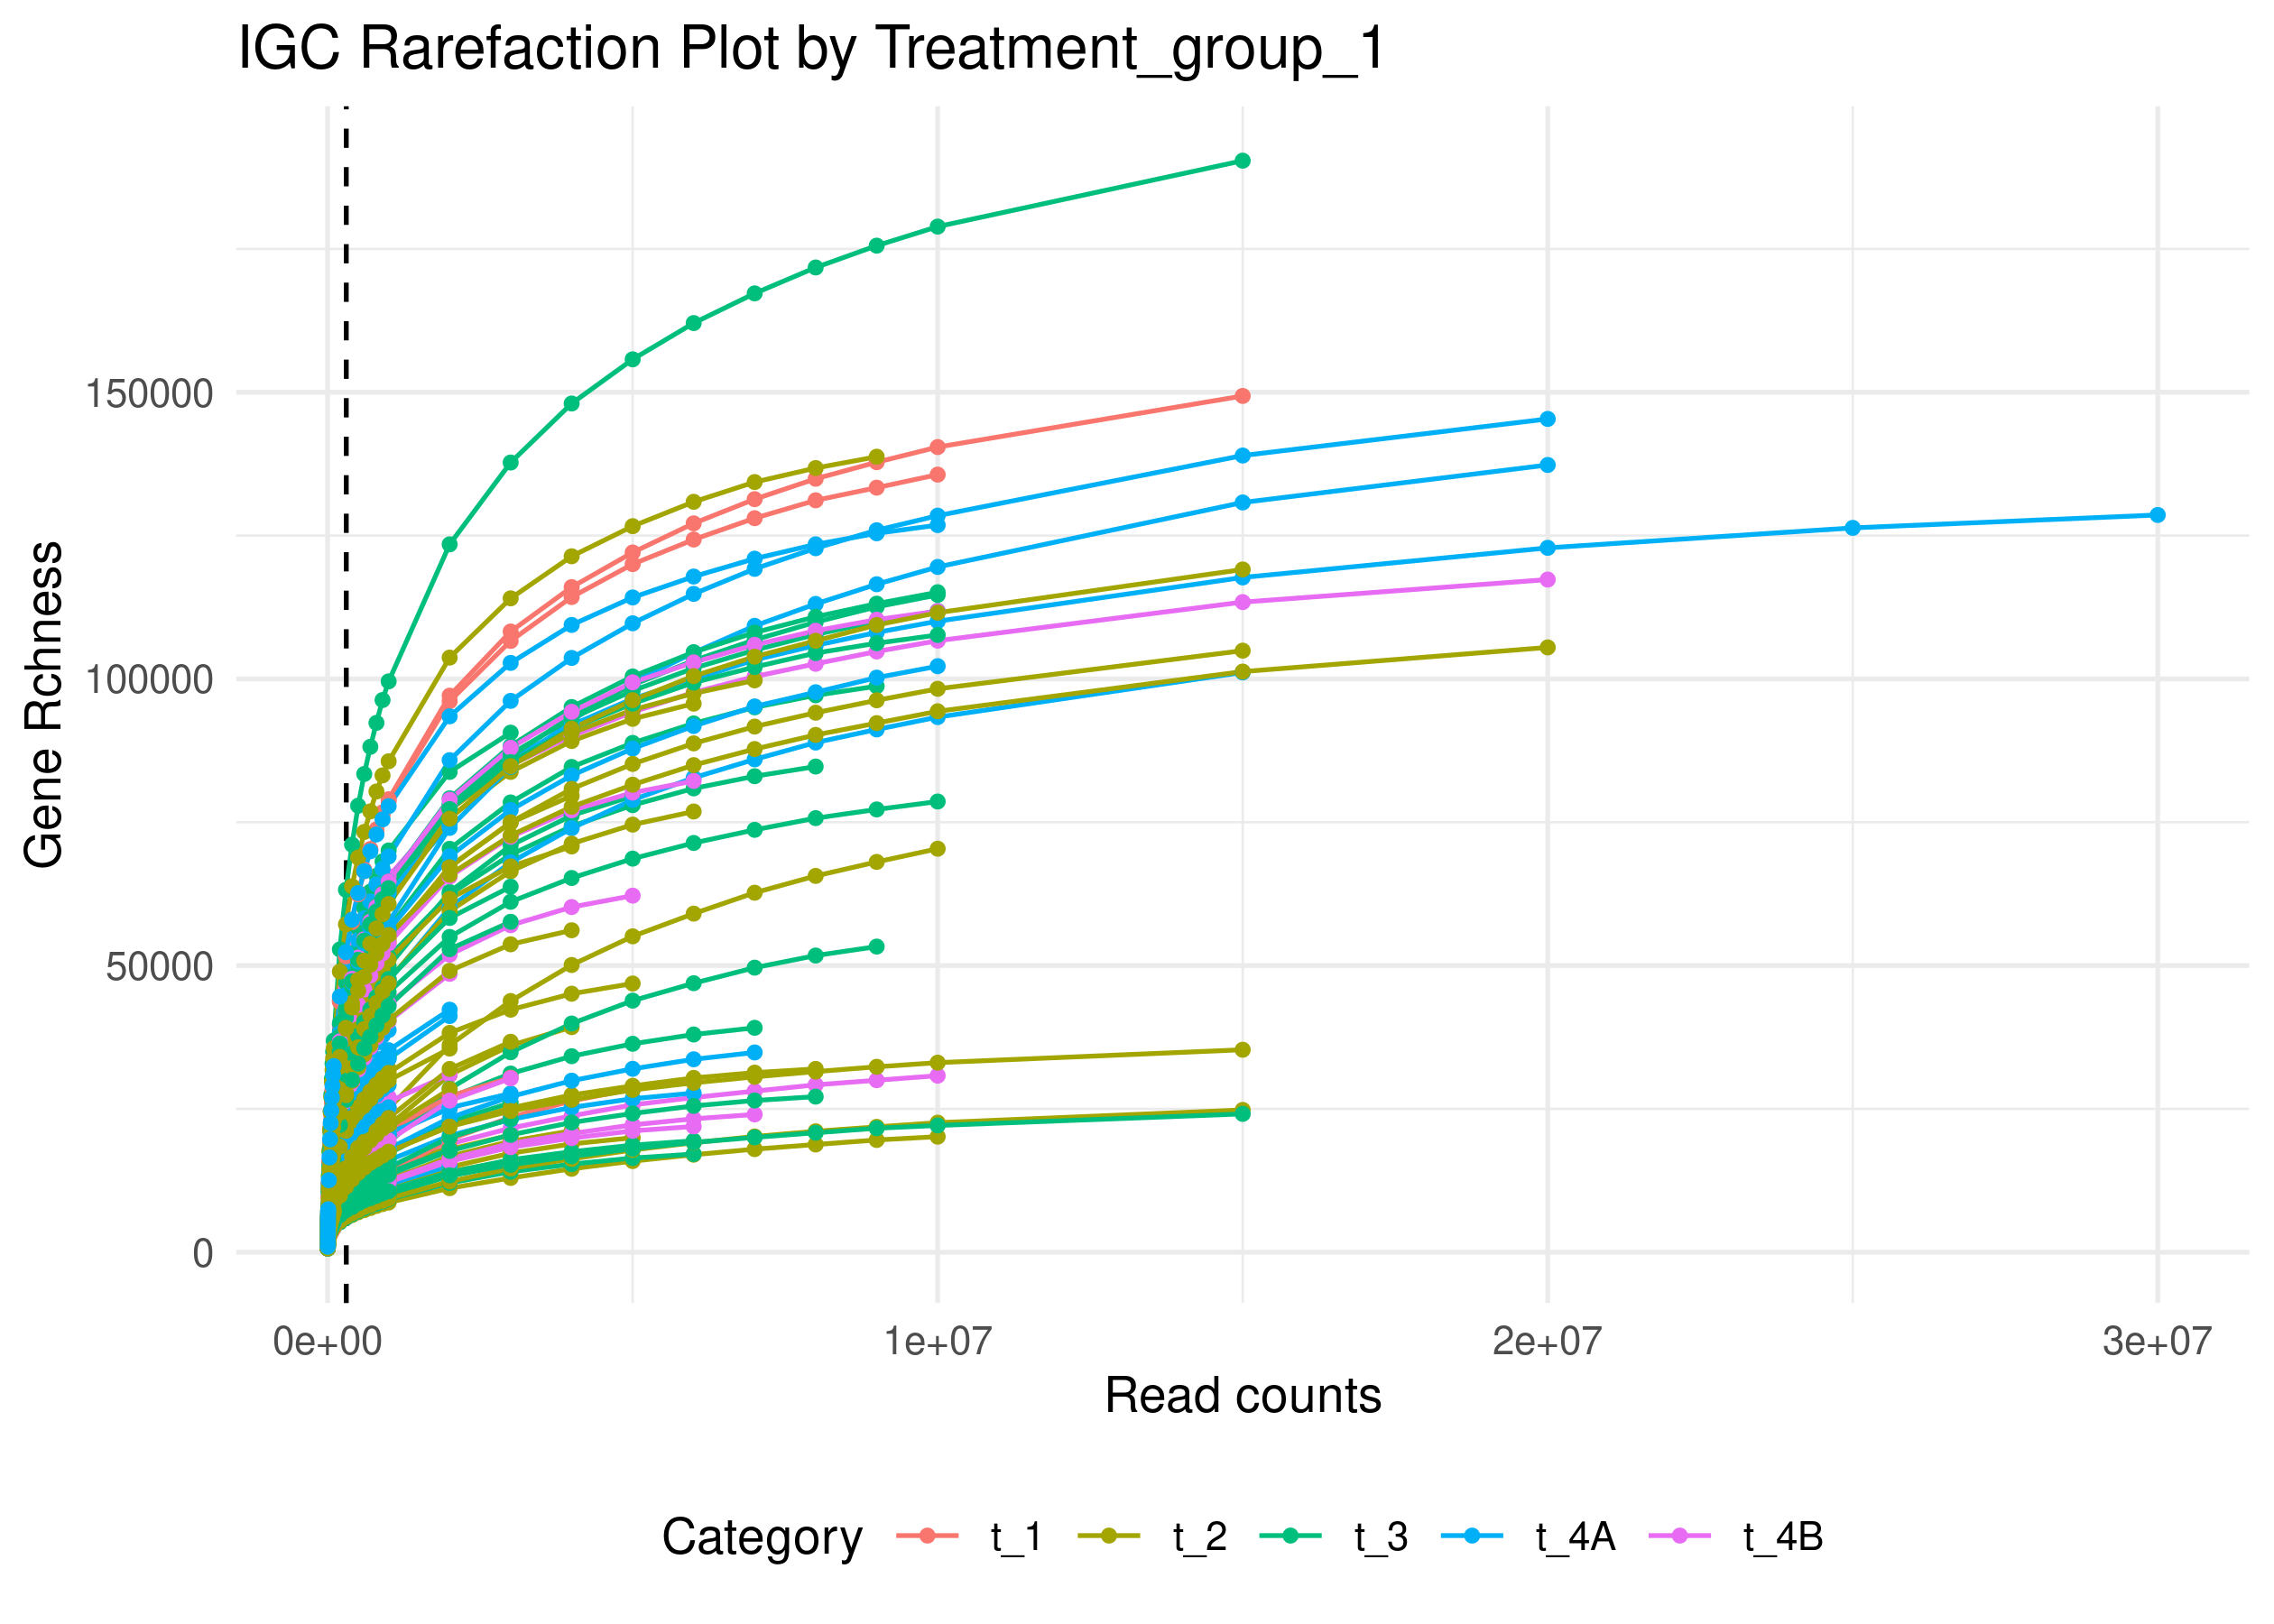 IGC Rarefaction Plot by Treatment_group_1
Gene Rchness
150000
100000
50000
0
0e+00 1e+07 2e+07 3e+07
Read counts
Category t_1 t_2 t_3 t_4A t_4B